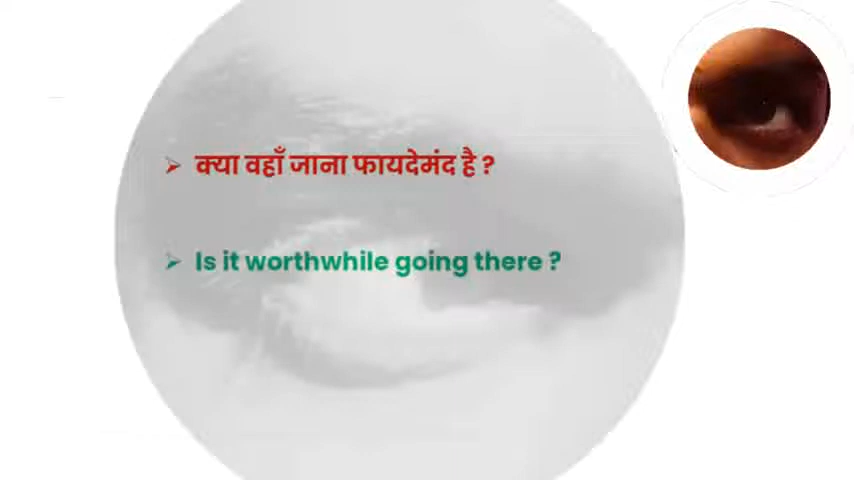 क्या वहाँ जाना फायदेमंद है ?
Is it worthwhile going there ?